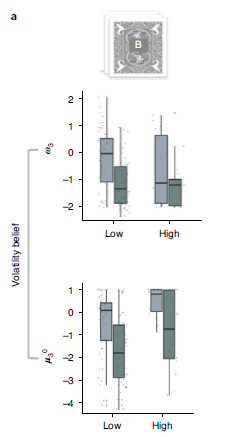 a
B
2
1
0
−1
−2
ω₃
Low High
Volatility belief
1
0
−1
−2
−3
−4
μ₃⁰
Low High